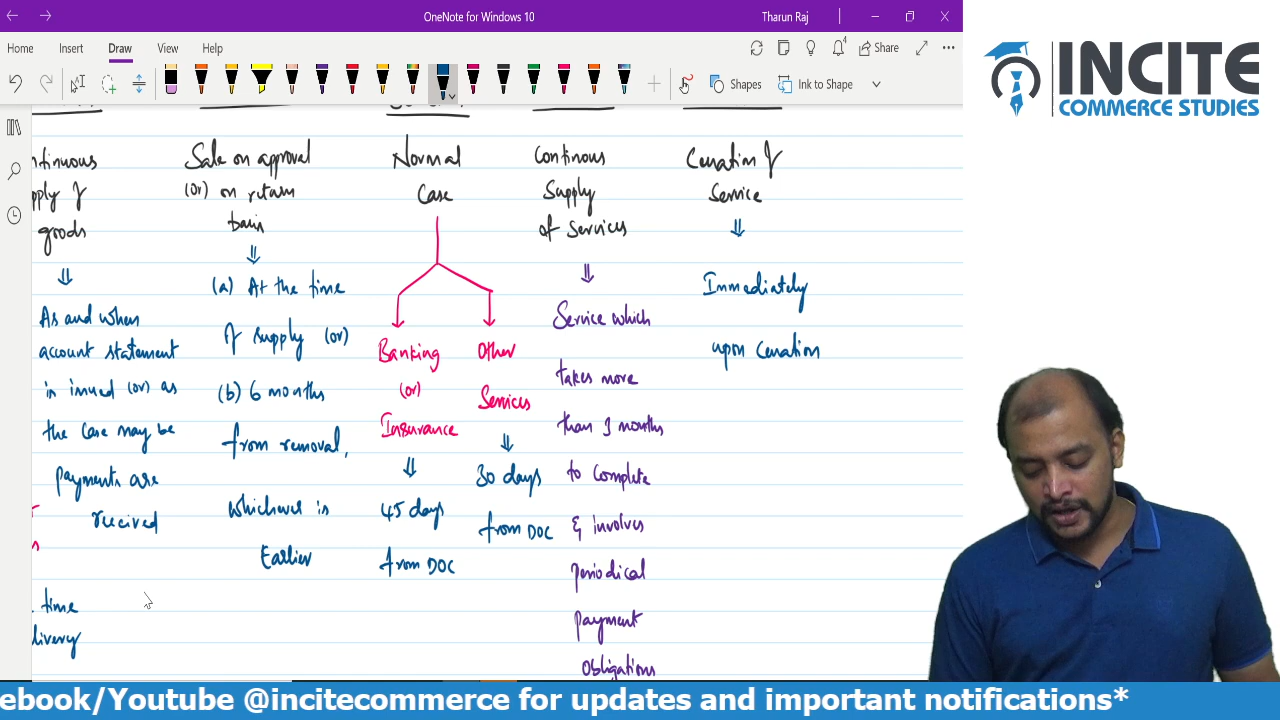 OneNote for Windows 10
Tharun Raj
Home Insert Draw View Help
Share
Shapes
Ink to Shape
INCITE
COMMERCE STUDIES
ntinuous
pply of
goods
As and when
account statement
is issued (or) as
the case may be
payments are
received
time
livery
Sale on approval
(or) on return
basis
(a) At the time
of supply (or)
(b) 6 months
from removal,
whichever is
Earlier
Normal
Case
Banking
(or)
Insurance
45 days
from DOC
Other
Services
30 days
from DOC
Continous
Supply
of Services
Service which
takes more
than 3 months
to complete
& involves
periodical
payment
obligations
Cessation of
Service
Immediately
upon Cessation
ebook/Youtube @incitecommerce for updates and important notifications*